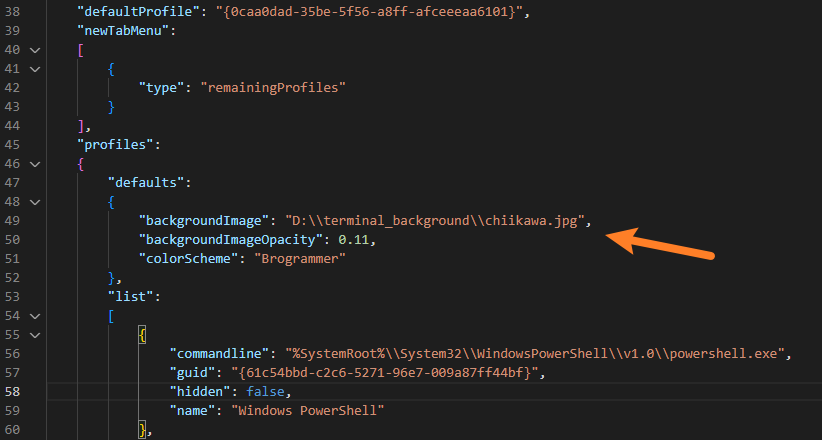 38 "defaultProfile": "{0caa0dad-35be-5f56-a8ff-afceeeaa6101}",
39 "newTabMenu":
40 [
41 {
42 "type": "remainingProfiles"
43 }
44 ],
45 "profiles":
46 {
47 "defaults":
48 {
49 "backgroundImage": "D:\\terminal_background\\chiikawa.jpg",
50 "backgroundImageOpacity": 0.11,
51 "colorScheme": "Brogrammer"
52 },
53 "list":
54 [
55 {
56 "commandline": "%SystemRoot%\\System32\\WindowsPowerShell\\v1.0\\powershell.exe",
57 "guid": "{61c54bbd-c2c6-5271-96e7-009a87ff44bf}",
58 "hidden": false,
59 "name": "Windows PowerShell"
60 },